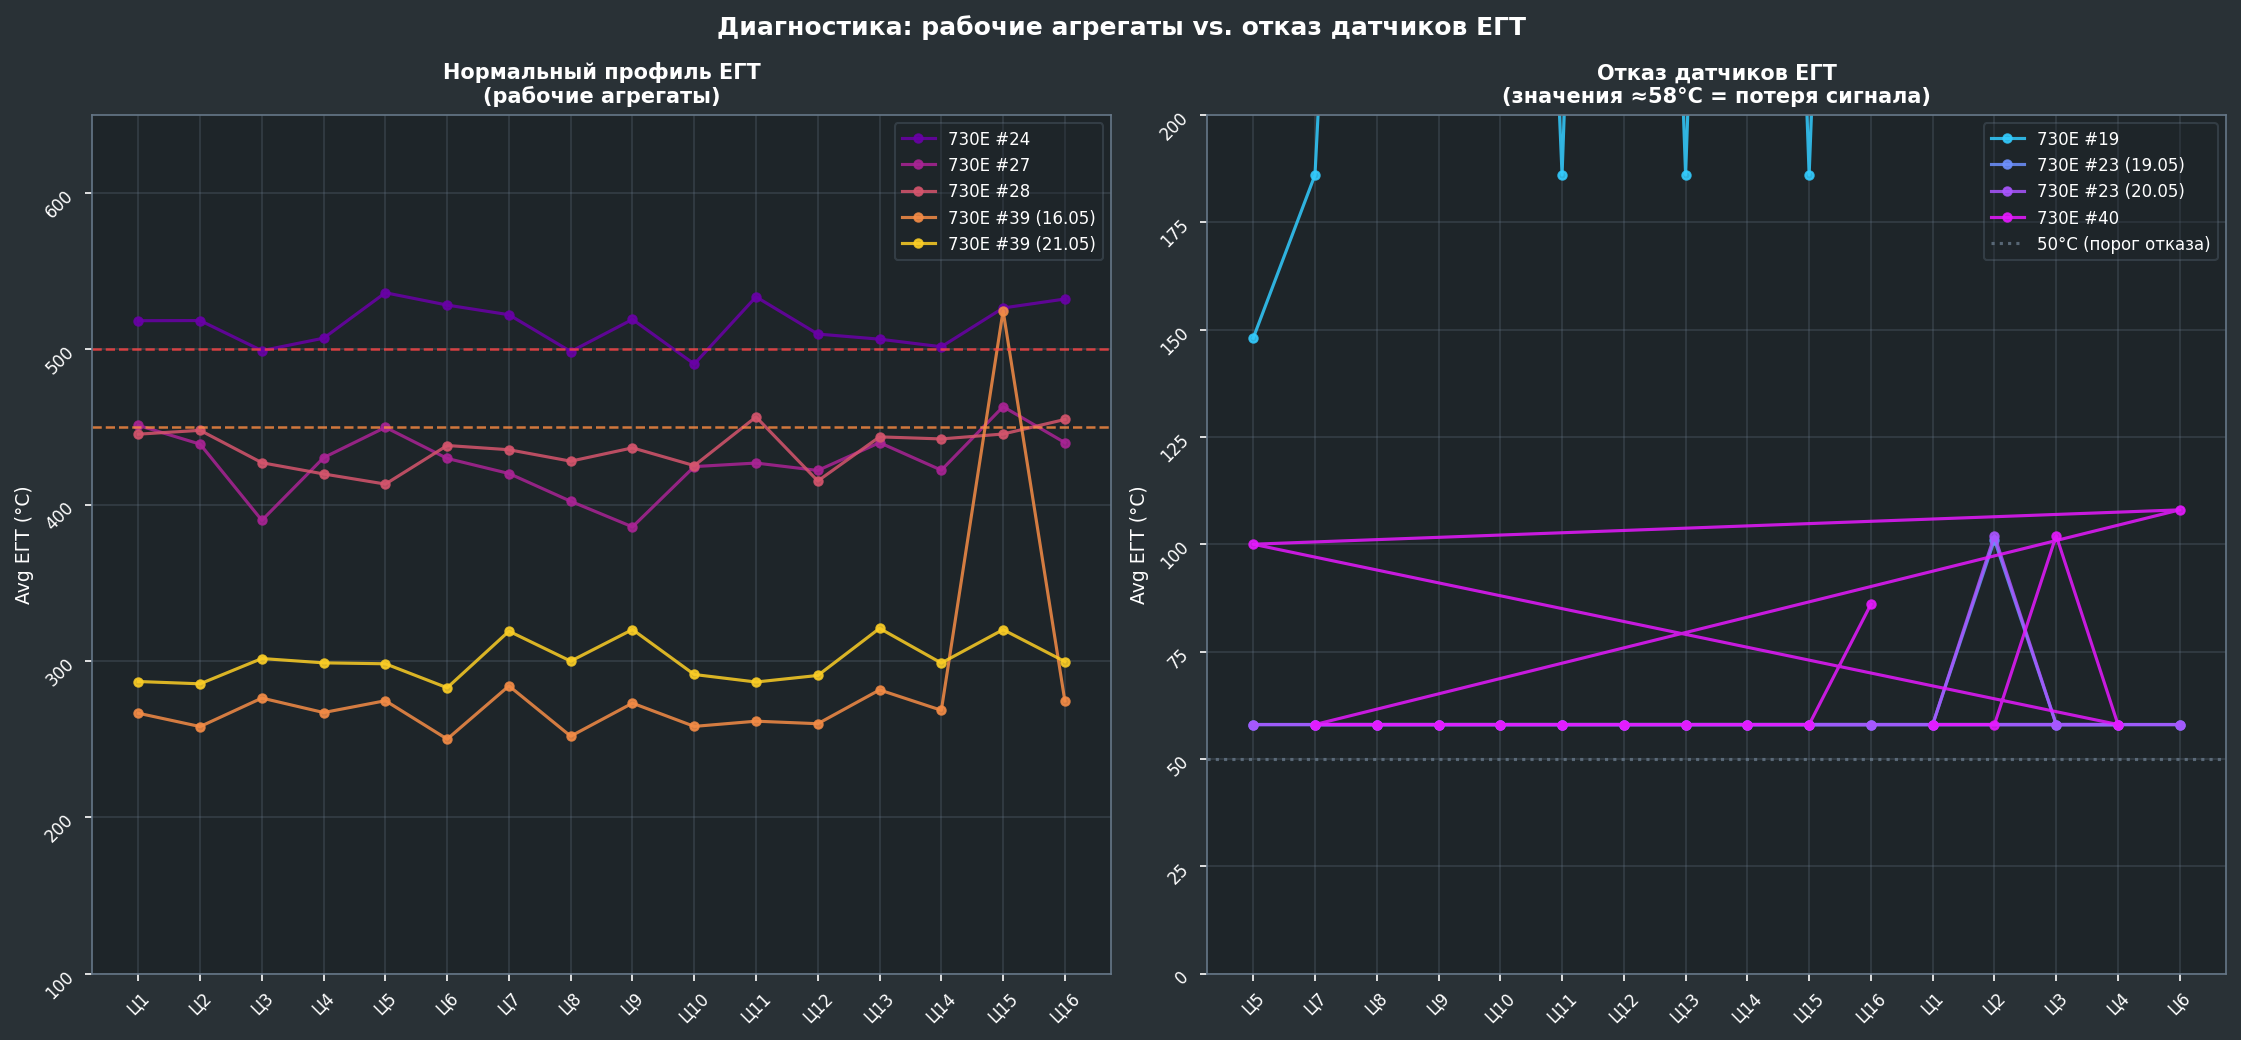 Диагностика: рабочие агрегаты vs. отказ датчиков ЕГТ
Нормальный профиль ЕГТ
(рабочие агрегаты)
730E #24
730E #27
730E #28
730E #39 (16.05)
730E #39 (21.05)
Avg ЕГТ (°C)
600
500
400
300
200
100
Ц1
Ц2
Ц3
Ц4
Ц5
Ц6
Ц7
Ц8
Ц9
Ц10
Ц11
Ц12
Ц13
Ц14
Ц15
Ц16
Отказ датчиков ЕГТ
(значения ≈58°C = потеря сигнала)
730E #19
730E #23 (19.05)
730E #23 (20.05)
730E #40
50°C (порог отказа)
Avg ЕГТ (°C)
200
175
150
125
100
75
50
25
0
Ц5
Ц7
Ц8
Ц9
Ц10
Ц11
Ц12
Ц13
Ц14
Ц15
Ц16
Ц1
Ц2
Ц3
Ц4
Ц6